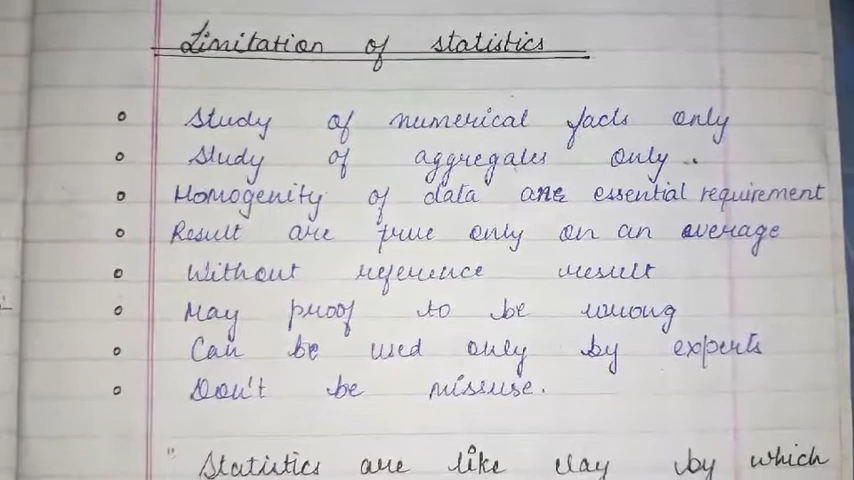 Limitation of statistics
Study of numerical facts only
Study of aggregates only.
Homogenity of data are essential requirement
Result are true only on an average
Without reference result
May proof to be wrong
Can be used only by experts
Don't be missuse.
" Statistics are like clay by which